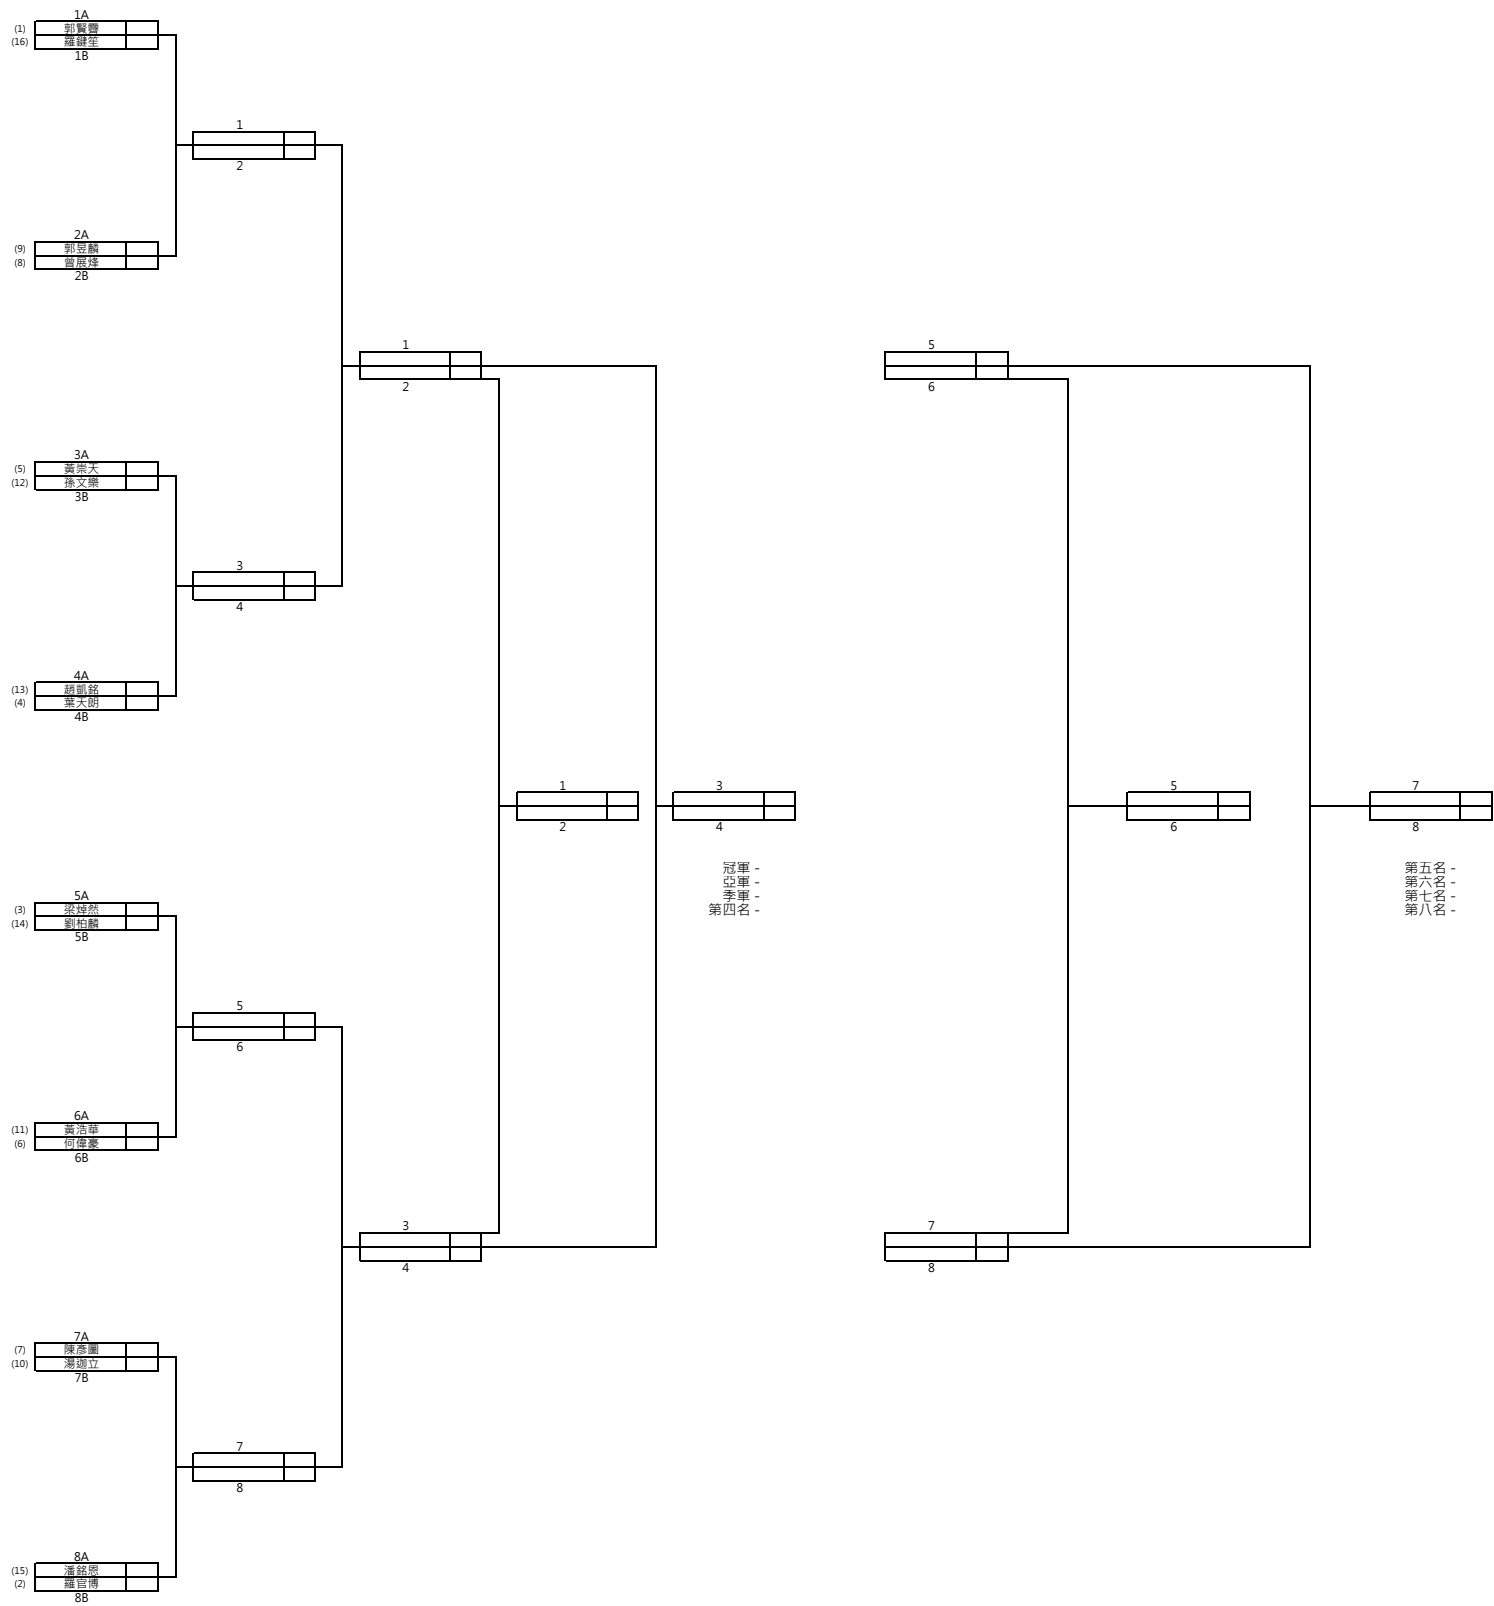 1A
(1) 郭賢霽
(16) 羅鍵笙
1B
1
2
2A
(9) 郭昱麟
(8) 曾展烽
2B
1
2
5
6
3A
(5) 黃崇天
(12) 孫文樂
3B
3
4
4A
(13) 趙凱銘
(4) 葉天朗
4B
1
2
3
4
5
6
7
8
冠軍 -
亞軍 -
季軍 -
第四名 -
第五名 -
第六名 -
第七名 -
第八名 -
5A
(3) 梁焯然
(14) 劉柏麟
5B
5
6
6A
(11) 黃浩華
(6) 何偉豪
6B
3
4
7
8
7A
(7) 陳彥圖
(10) 湯迦立
7B
7
8
8A
(15) 潘銘恩
(2) 羅官博
8B